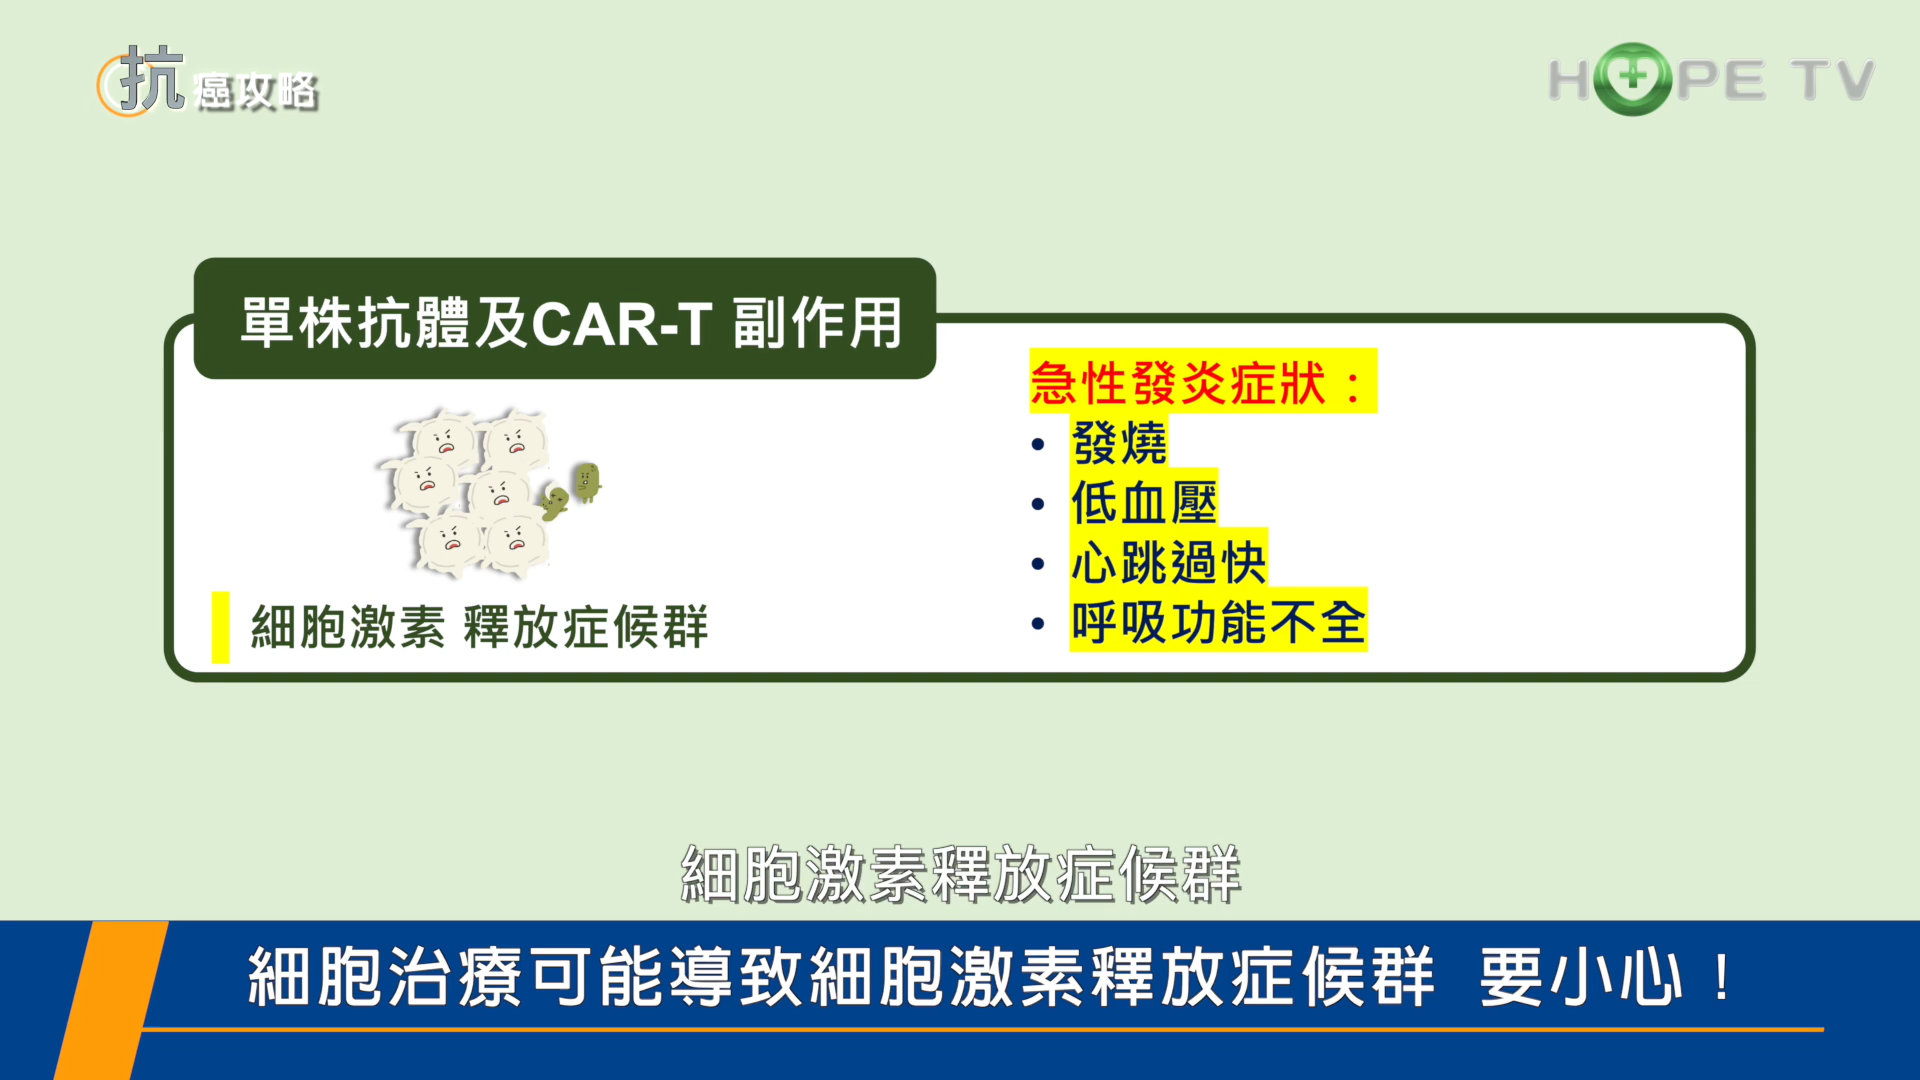 抗癌攻略
HOPE TV
單株抗體及CAR-T 副作用
急性發炎症狀：
• 發燒
• 低血壓
• 心跳過快
• 呼吸功能不全
細胞激素 釋放症候群
細胞激素釋放症候群
細胞治療可能導致細胞激素釋放症候群 要小心！